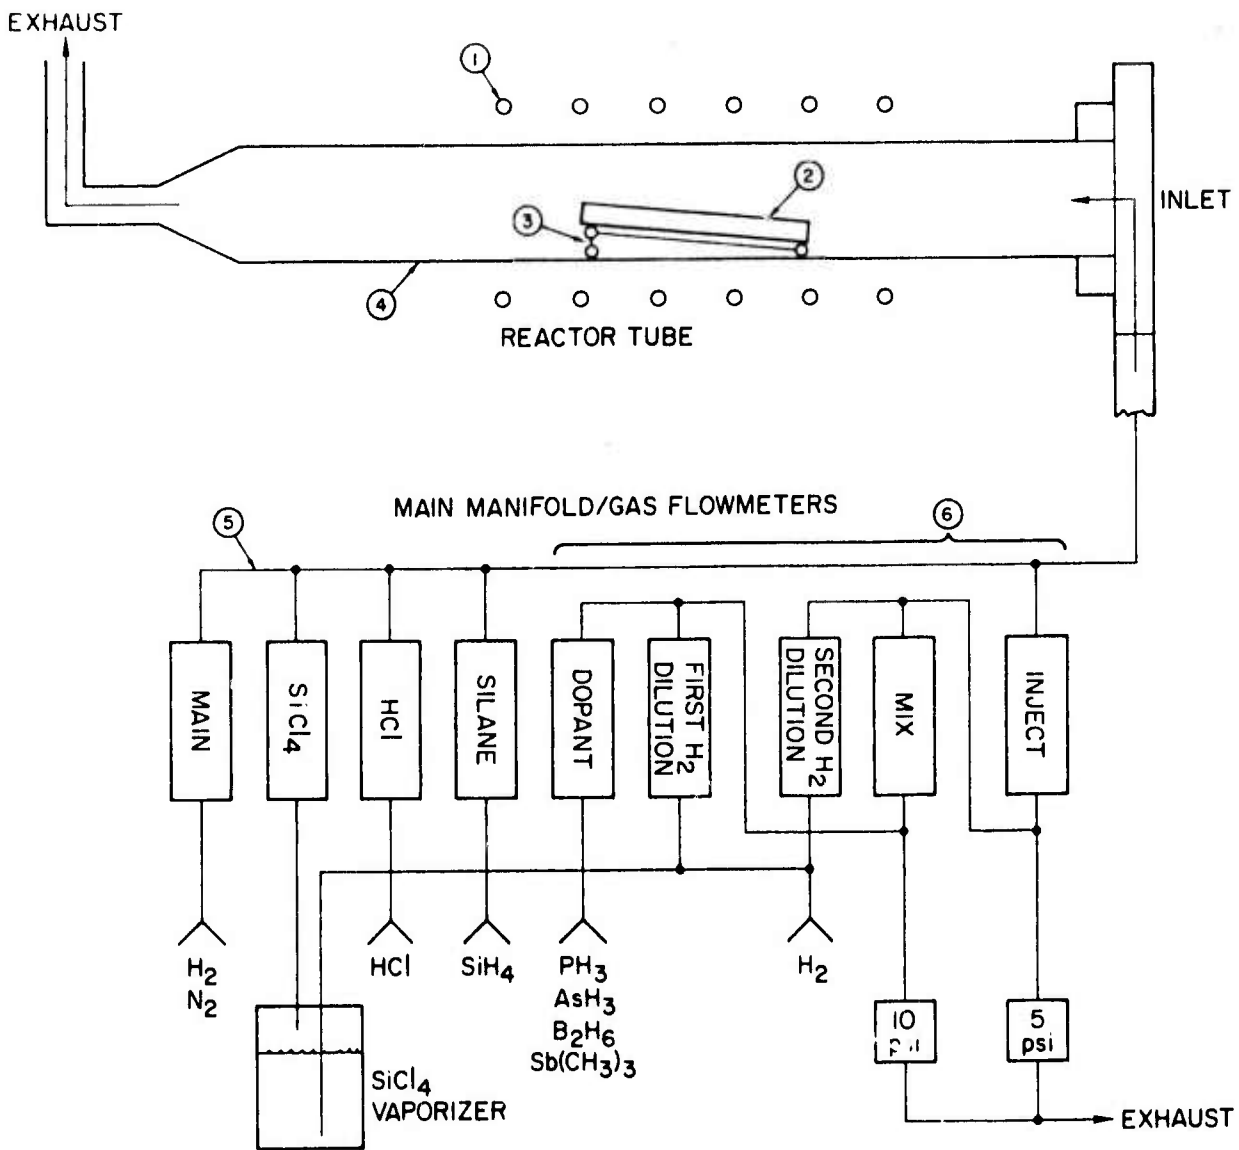 EXHAUST
1
2
3
INLET
4
REACTOR TUBE
MAIN MANIFOLD/GAS FLOWMETERS
5
6
MAIN
SiCl4
HCl
SILANE
DOPANT
FIRST H2
DILUTION
SECOND H2
DILUTION
MIX
INJECT
H2
N2
HCl
SiH4
PH3
AsH3
B2H6
Sb(CH3)3
H2
10
5
psi
SiCl4
VAPORIZER
EXHAUST